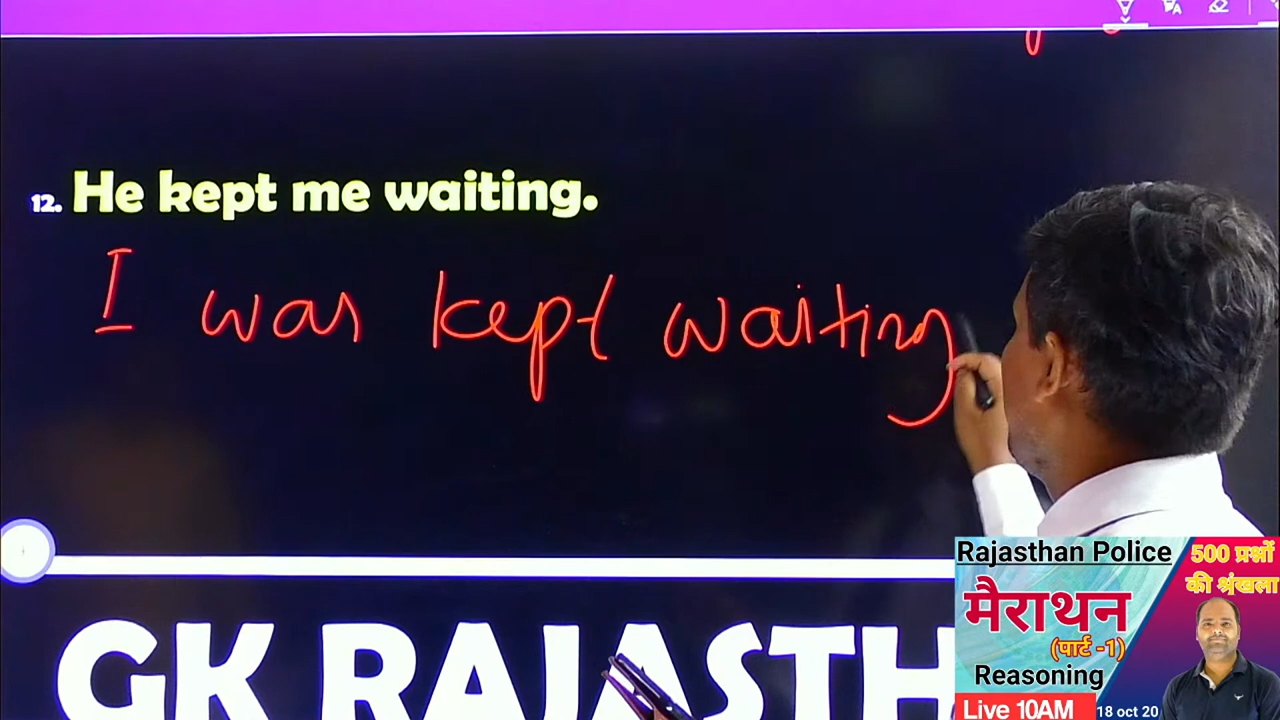 12. He kept me waiting.
I was kept waiting
GK RAJASTH
Rajasthan Police
मैराथन
(पार्ट -1)
Reasoning
Live 10AM
18 oct 20
500 प्रश्नों
की श्रृंखला